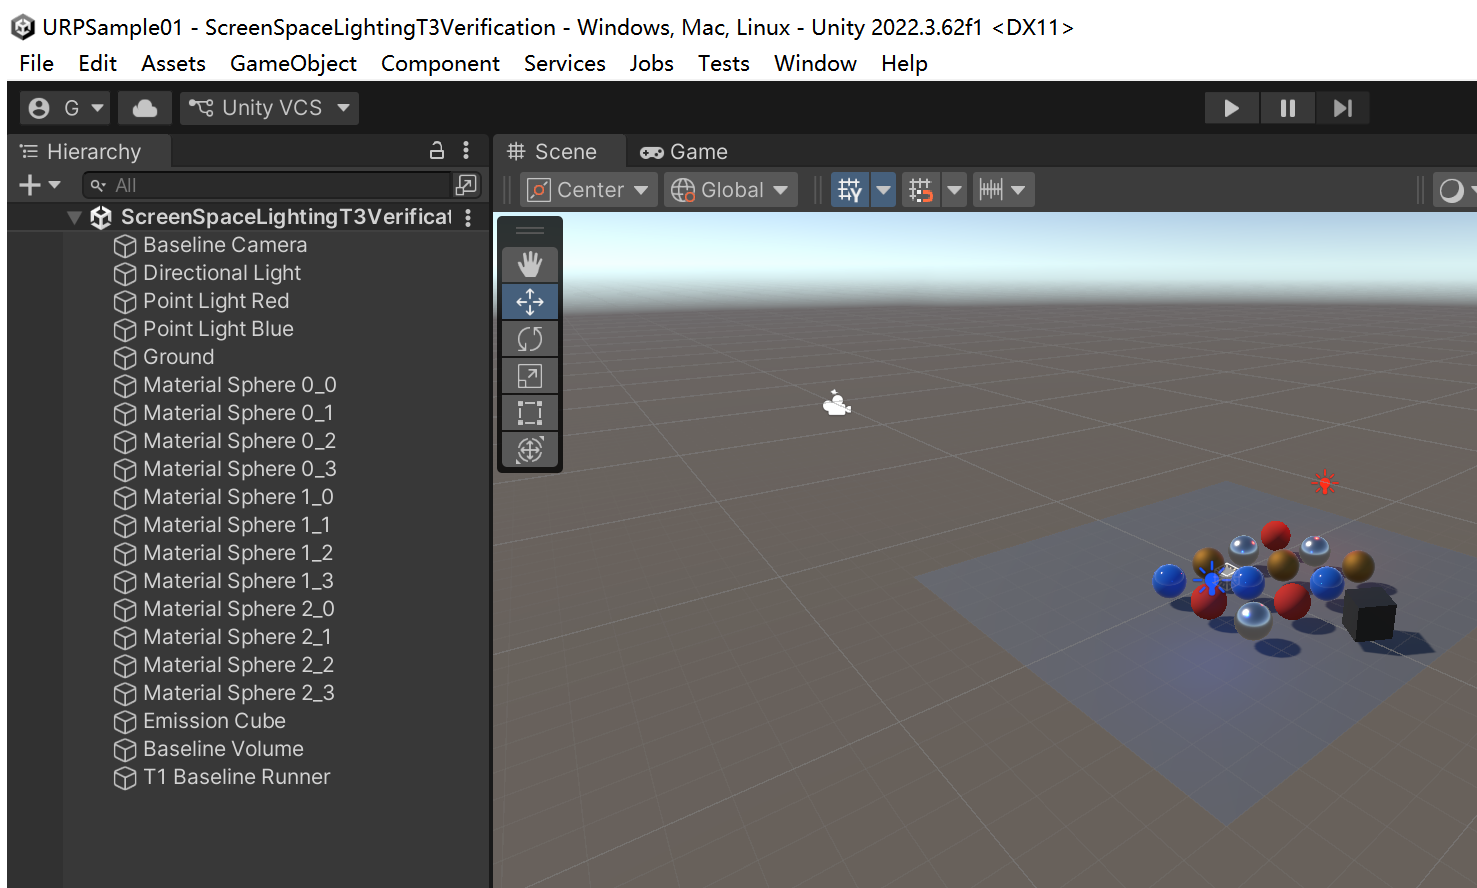 URPSample01 - ScreenSpaceLightingT3Verification - Windows, Mac, Linux - Unity 2022.3.62f1 <DX11>
File Edit Assets GameObject Component Services Jobs Tests Window Help
G Unity VCS
Hierarchy
All
ScreenSpaceLightingT3Verificat
Baseline Camera
Directional Light
Point Light Red
Point Light Blue
Ground
Material Sphere 0_0
Material Sphere 0_1
Material Sphere 0_2
Material Sphere 0_3
Material Sphere 1_0
Material Sphere 1_1
Material Sphere 1_2
Material Sphere 1_3
Material Sphere 2_0
Material Sphere 2_1
Material Sphere 2_2
Material Sphere 2_3
Emission Cube
Baseline Volume
T1 Baseline Runner
Scene Game
Center Global Y